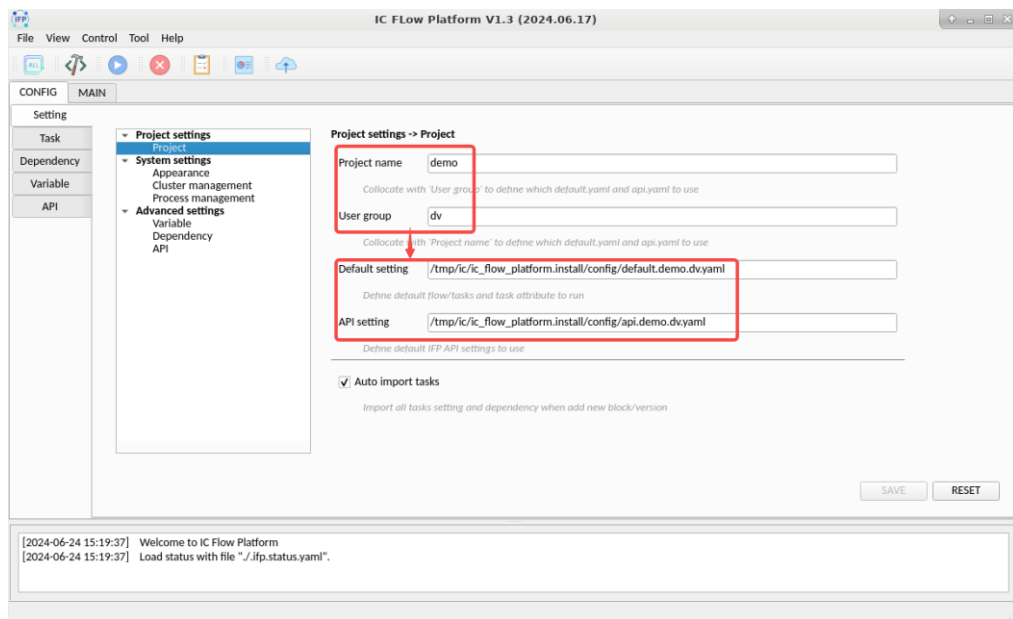 IFP
IC FLow Platform V1.3 (2024.06.17)
File View Control Tool Help
ALL
CONFIG MAIN
Setting
Task
Dependency
Variable
API
Project settings
Project
System settings
Appearance
Cluster management
Process management
Advanced settings
Variable
Dependency
API
Project settings -> Project
Project name demo
Collocate with 'User group' to define which default.yaml and api.yaml to use
User group dv
Collocate with 'Project name' to define which default.yaml and api.yaml to use
Default setting /tmp/ic/ic_flow_platform.install/config/default.demo.dv.yaml
Define default flow/tasks and task attribute to run
API setting /tmp/ic/ic_flow_platform.install/config/api.demo.dv.yaml
Define default IFP API settings to use
Auto import tasks
Import all tasks setting and dependency when add new block/version
SAVE RESET
[2024-06-24 15:19:37] Welcome to IC Flow Platform
[2024-06-24 15:19:37] Load status with file "./.ifp.status.yaml".